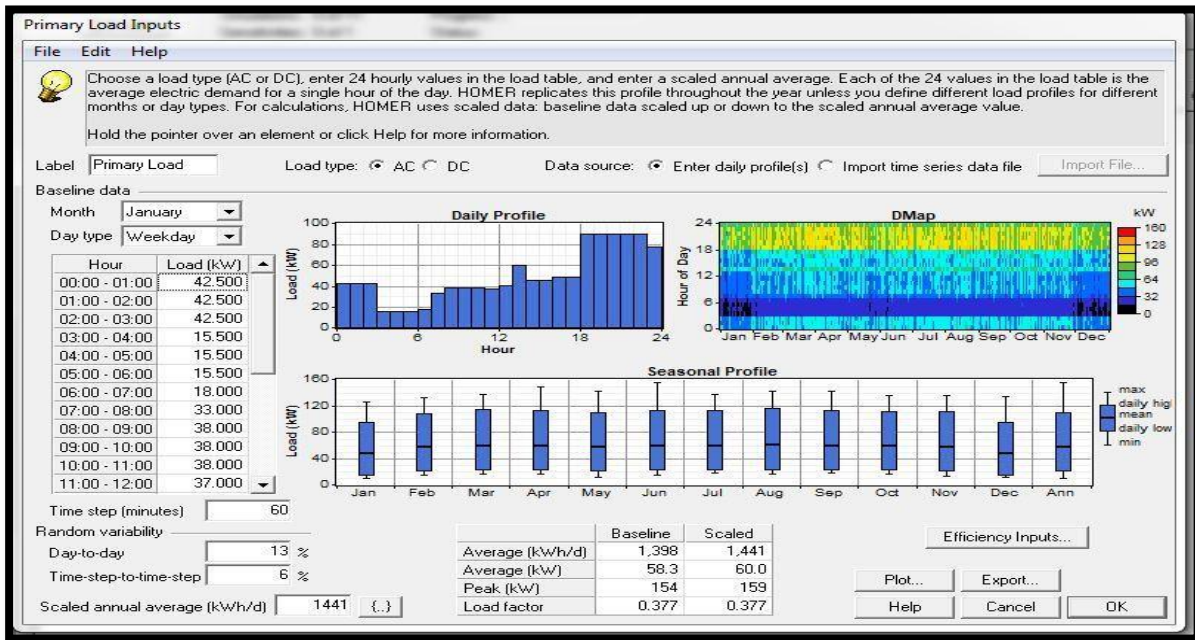 Primary Load Inputs
File Edit Help
Choose a load type (AC or DC), enter 24 hourly values in the load table, and enter a scaled annual average. Each of the 24 values in the load table is the
average electric demand for a single hour of the day. HOMER replicates this profile throughout the year unless you define different load profiles for different
months or day types. For calculations, HOMER uses scaled data: baseline data scaled up or down to the scaled annual average value.
Hold the pointer over an element or click Help for more information.
Label Primary Load Load type: AC DC Data source: Enter daily profile(s) Import time series data file Import File...
Baseline data
Month January
Day type Weekday
Hour Load (kW)
00:00 - 01:00 42.500
01:00 - 02:00 42.500
02:00 - 03:00 42.500
03:00 - 04:00 15.500
04:00 - 05:00 15.500
05:00 - 06:00 15.500
06:00 - 07:00 18.000
07:00 - 08:00 33.000
08:00 - 09:00 38.000
09:00 - 10:00 38.000
10:00 - 11:00 38.000
11:00 - 12:00 37.000
Daily Profile
Load (kW)
100
80
60
40
20
0
0 6 12 18 24
Hour
DMap
Hour of Day
24
18
12
6
0
Jan Feb Mar Apr May Jun Jul Aug Sep Oct Nov Dec
kW
160
128
96
64
32
0
Seasonal Profile
Load (kW)
160
120
80
40
0
Jan Feb Mar Apr May Jun Jul Aug Sep Oct Nov Dec Ann
max
daily hig
mean
daily low
min
Time step (minutes) 60
Random variability
Day-to-day 13 %
Time-step-to-time-step 6 %
Scaled annual average (kWh/d) 1441 {..}
Baseline Scaled
Average (kWh/d) 1,398 1,441
Average (kW) 58.3 60.0
Peak (kW) 154 159
Load factor 0.377 0.377
Efficiency Inputs...
Plot... Export...
Help Cancel OK